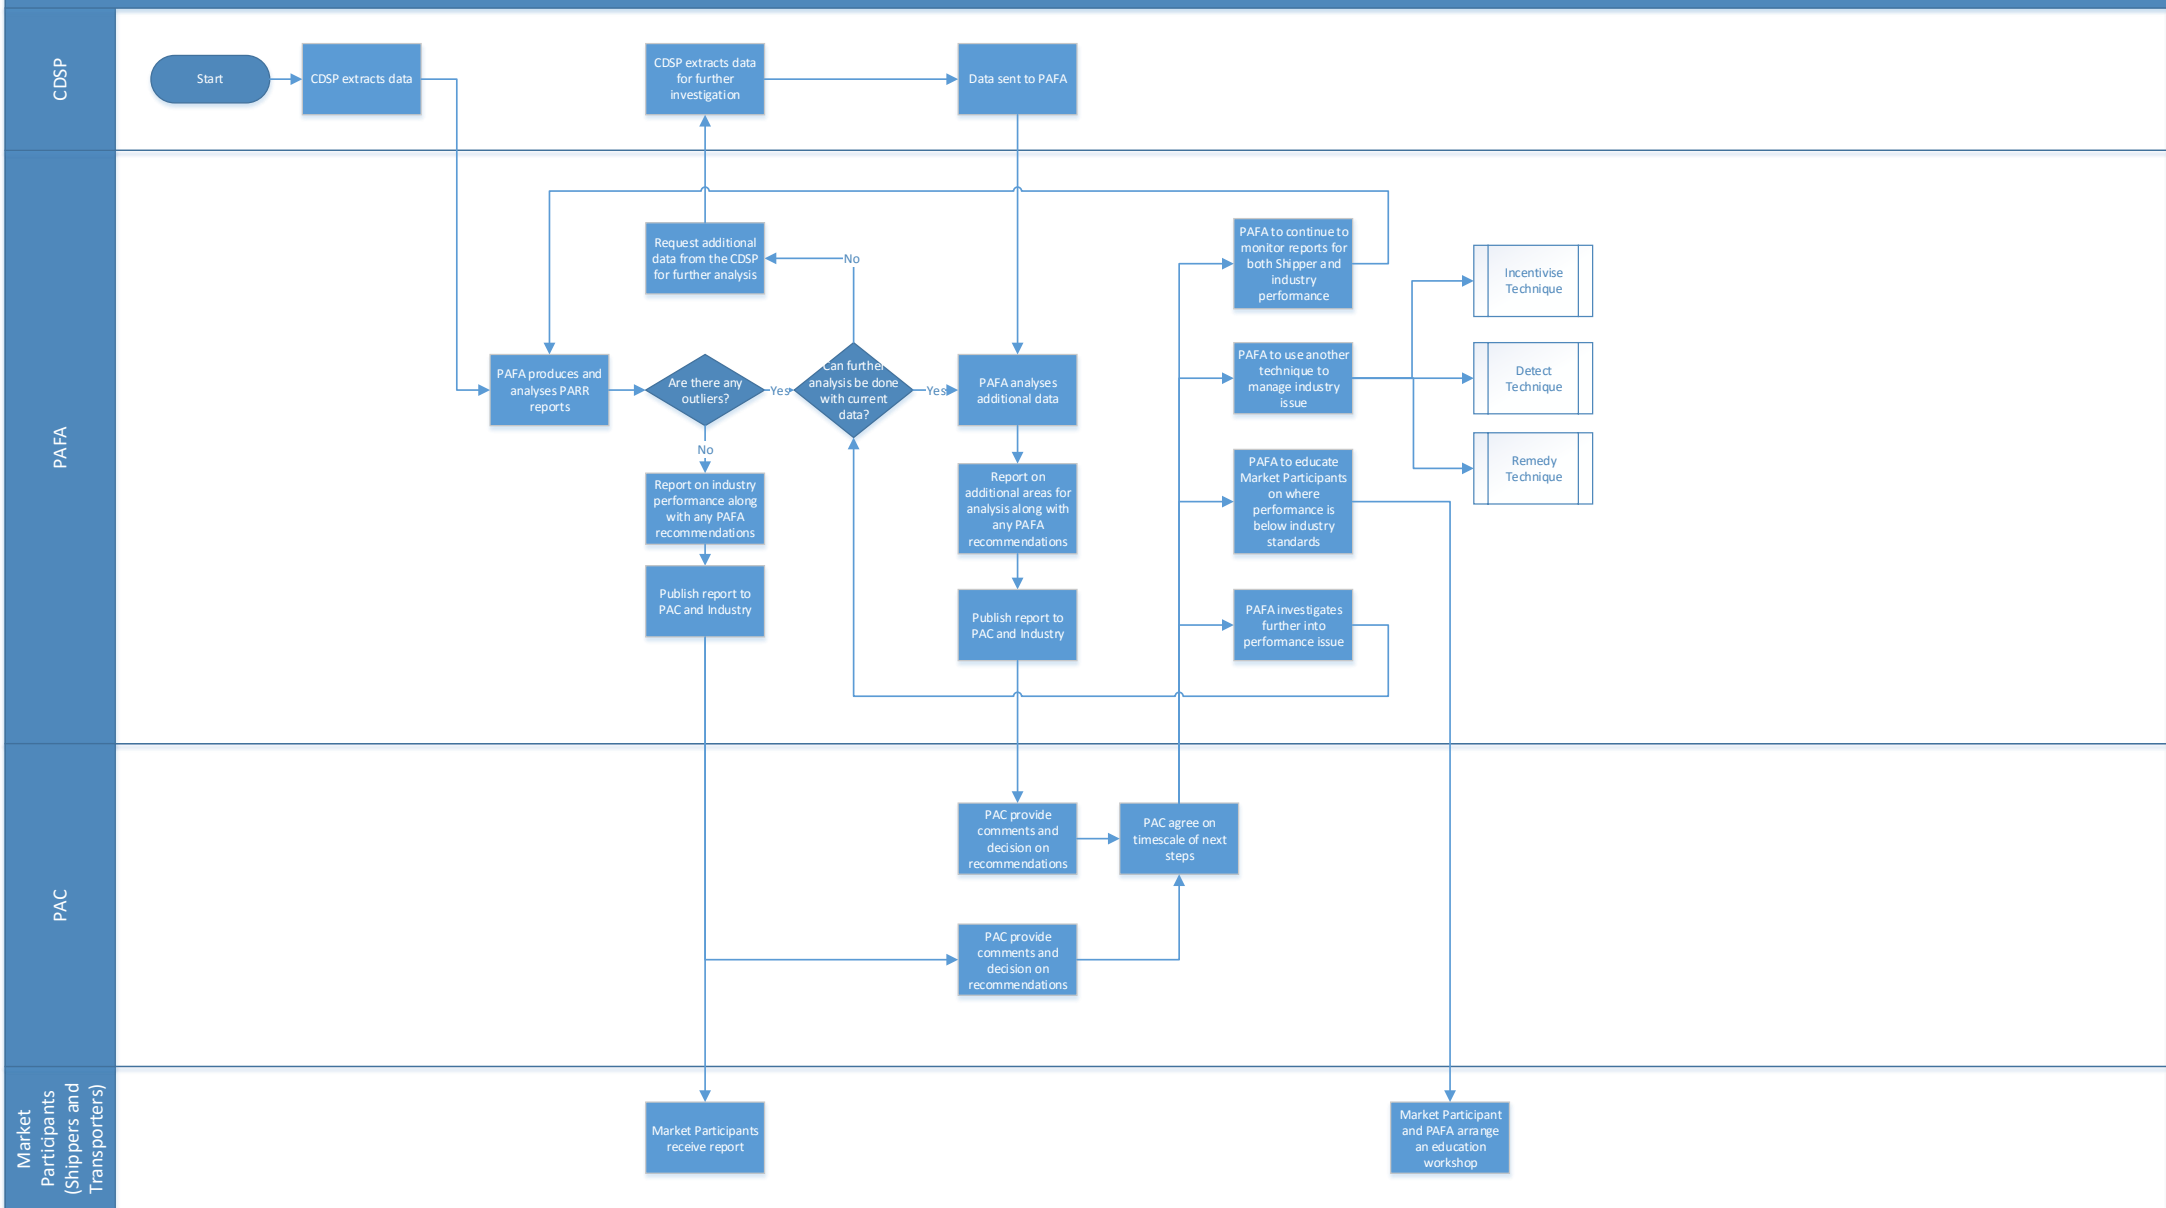 CDSP
Start
CDSP extracts data
CDSP extracts data
for further
investigation
Data sent to PAFA
PAFA
Request additional
data from the CDSP
for further analysis
No
PAFA to continue to
monitor reports for
both Shipper and
industry
performance
Incentivise
Technique
PAFA produces and
analyses PARR
reports
Are there any
outliers?
Yes
Can further
analysis be done
with current
data?
Yes
PAFA analyses
additional data
PAFA to use another
technique to
manage industry
issue
Detect
Technique
No
Report on industry
performance along
with any PAFA
recommendations
Report on
additional areas for
analysis along with
any PAFA
recommendations
PAFA to educate
Market Participants
on where
performance is
below industry
standards
Remedy
Technique
Publish report to
PAC and Industry
Publish report to
PAC and Industry
PAFA investigates
further into
performance issue
PAC
PAC provide
comments and
decision on
recommendations
PAC agree on
timescale of next
steps
PAC provide
comments and
decision on
recommendations
Market
Participants
(Shippers and
Transporters)
Market Participants
receive report
Market Participant
and PAFA arrange
an education
workshop